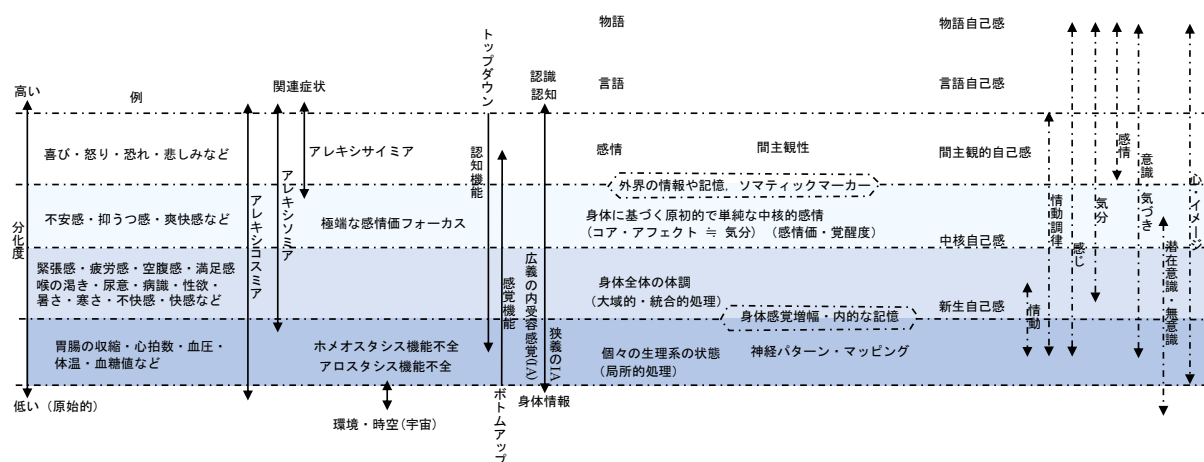 物語
物語自己感
トップダウン
認識
認知
言語
言語自己感
高い
例
関連症状
喜び・怒り・恐れ・悲しみなど
アレキシサイミア
認知機能
感情
間主観性
間主観的自己感
感情
外界の情報や記憶，ソマティックマーカー
分化度
不安感・抑うつ感・爽快感など
アレキシコスミア
アレキシソミア
極端な感情価フォーカス
身体に基づく原初的で単純な中核的感情
（コア・アフェクト ≒ 気分）（感情価・覚醒度）
中核自己感
情動調律
感じ
気分
意識・気づき
潜在意識・無意識
心・イメージ
緊張感・疲労感・空腹感・満足感
喉の渇き・尿意・病識・性欲・
暑さ・寒さ・不快感・快感など
感覚機能
広義の内受容感覚(IA)
狭義のIA
身体全体の体調
（大域的・統合的処理）
新生自己感
身体感覚増幅・内的な記憶
情動
胃腸の収縮・心拍数・血圧・
体温・血糖値など
ホメオスタシス機能不全
アロスタシス機能不全
個々の生理系の状態
（局所的処理）
神経パターン・マッピング
低い（原始的）
環境・時空(宇宙)
ボトムアップ
身体情報